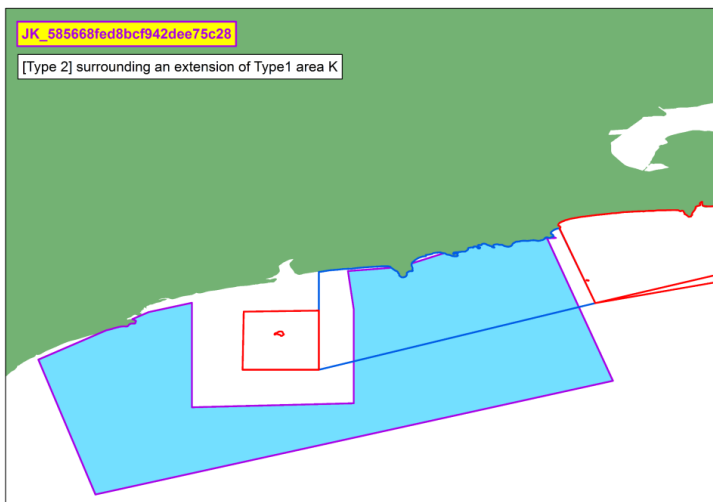 JK_585668fed8bcf942dee75c28
[Type 2] surrounding an extension of Type1 area K